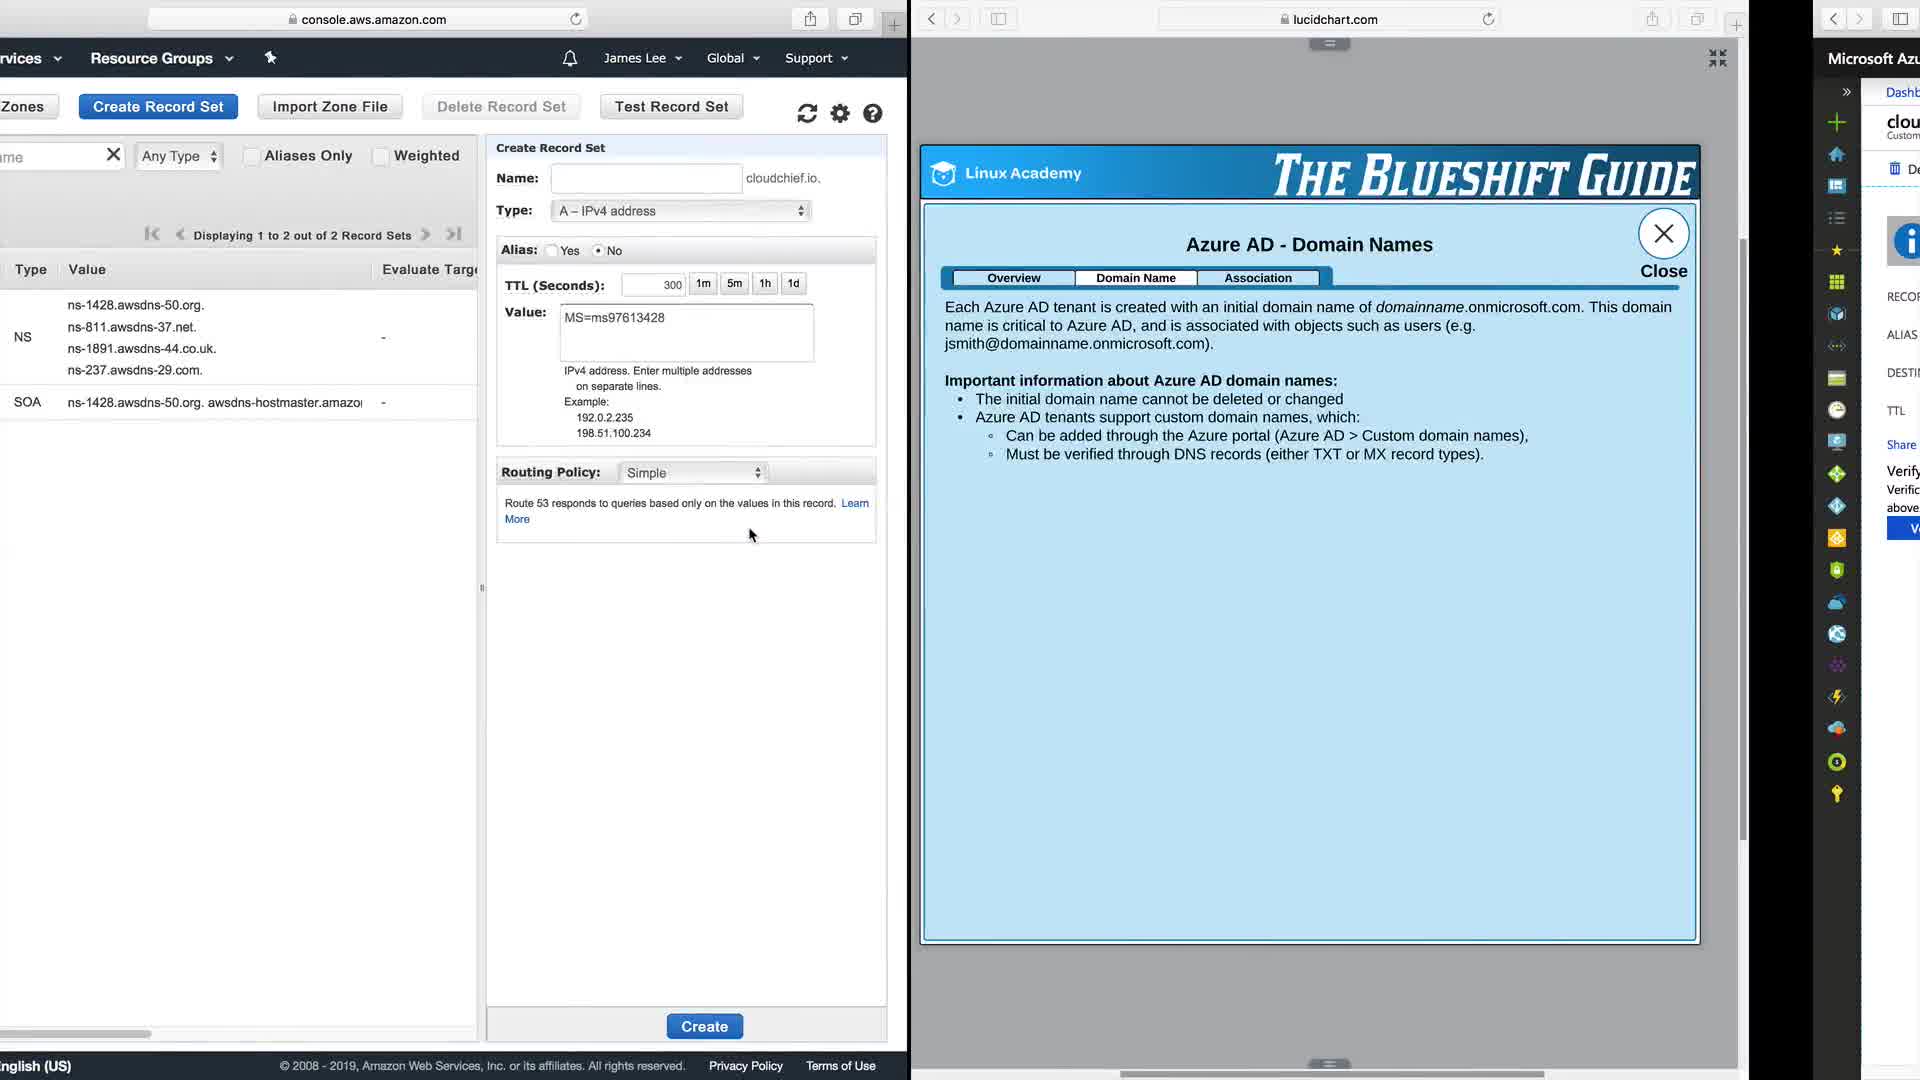 console.aws.amazon.com
rvices
Resource Groups
James Lee
Global
Support
Zones
Create Record Set
Import Zone File
Delete Record Set
Test Record Set
ame
Any Type
Aliases Only
Weighted
Displaying 1 to 2 out of 2 Record Sets
Type
Value
Evaluate Targe
NS
ns-1428.awsdns-50.org.
ns-811.awsdns-37.net.
ns-1891.awsdns-44.co.uk.
ns-237.awsdns-29.com.
-
SOA
ns-1428.awsdns-50.org. awsdns-hostmaster.amazo
-
Create Record Set
Name:
cloudchief.io.
Type:
A – IPv4 address
Alias:
Yes
No
TTL (Seconds):
300
1m
5m
1h
1d
Value:
MS=ms97613428
IPv4 address. Enter multiple addresses
on separate lines.
Example:
192.0.2.235
198.51.100.234
Routing Policy:
Simple
Route 53 responds to queries based only on the values in this record. Learn
More
Create
nglish (US)
© 2008 - 2019, Amazon Web Services, Inc. or its affiliates. All rights reserved.
Privacy Policy
Terms of Use
lucidchart.com
Linux Academy
THE BLUESHIFT GUIDE
Azure AD - Domain Names
Close
Overview
Domain Name
Association
Each Azure AD tenant is created with an initial domain name of domainname.onmicrosoft.com. This domain
name is critical to Azure AD, and is associated with objects such as users (e.g.
jsmith@domainname.onmicrosoft.com).
Important information about Azure AD domain names:
• The initial domain name cannot be deleted or changed
• Azure AD tenants support custom domain names, which:
◦ Can be added through the Azure portal (Azure AD > Custom domain names),
◦ Must be verified through DNS records (either TXT or MX record types).
Microsoft Azu
Dashb
clou
Custom
De
RECOR
ALIAS
DESTIN
TTL
Share
Verify
Verific
above
V